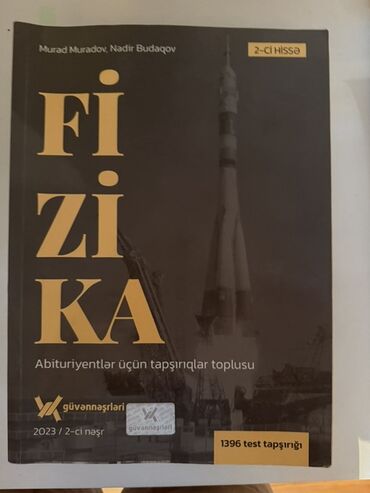 Murad Muradov, Nadir Budaqov
2-Cİ HİSSƏ
Fİ
Zİ
KA
Abituriyentlər üçün tapşırıqlar toplusu
güvənnəşrləri
güvənnəşrləri
2023 / 2-ci nəşr
1396 test tapşırığı